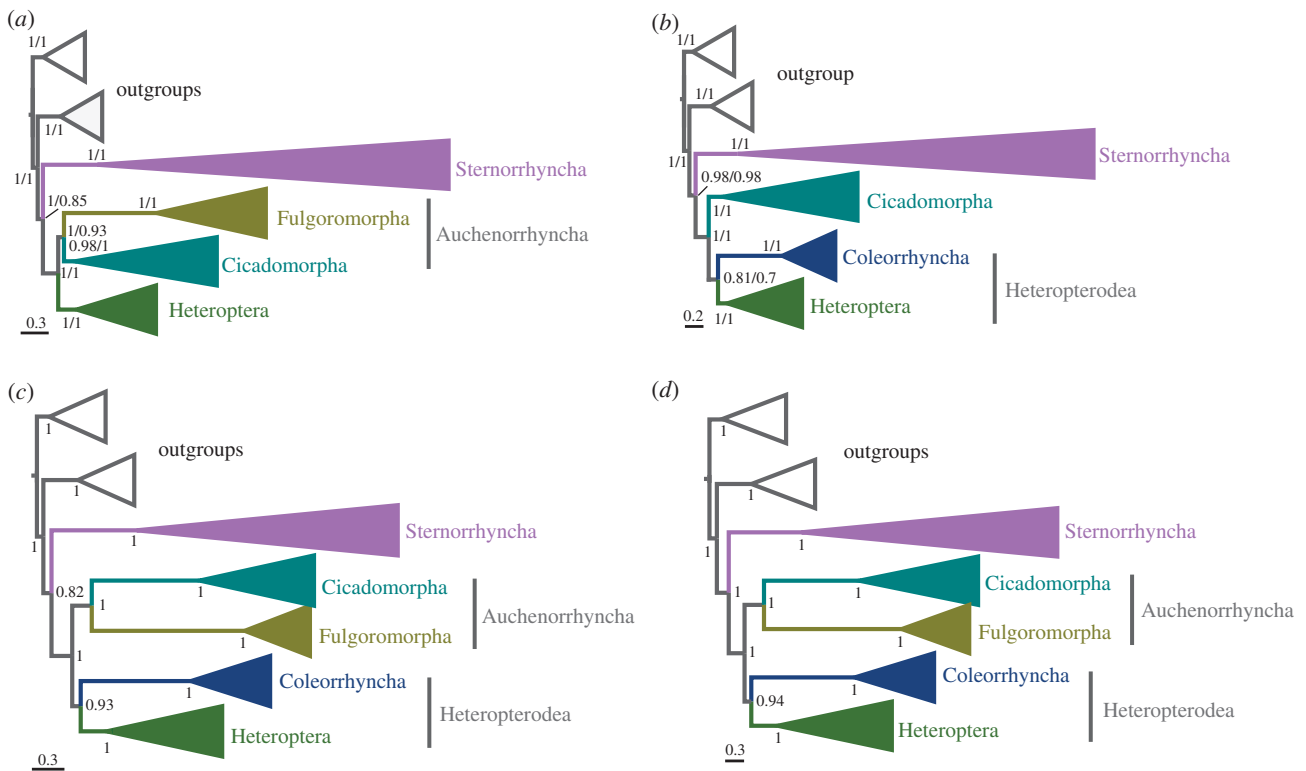 (a)
1/1
outgroups
1/1
1/1
Sternorrhyncha
1/1
1/0.85
1/1
Fulgoromorpha
1/0.93
0.98/1
Auchenorrhyncha
Cicadomorpha
1/1
Heteroptera
1/1
0.3
(b)
1/1
outgroup
1/1
1/1
Sternorrhyncha
1/1
0.98/0.98
Cicadomorpha
1/1
1/1
1/1
Coleorrhyncha
0.81/0.7
Heteropterodea
Heteroptera
1/1
0.2
(c)
1
outgroups
1
1
Sternorrhyncha
1
0.82
Cicadomorpha
1
1
Auchenorrhyncha
Fulgoromorpha
1
1
Coleorrhyncha
1
0.93
Heteropterodea
Heteroptera
1
0.3
(d)
1
outgroups
1
1
Sternorrhyncha
1
1
Cicadomorpha
1
1
Auchenorrhyncha
Fulgoromorpha
1
1
Coleorrhyncha
1
0.94
Heteropterodea
Heteroptera
1
0.3